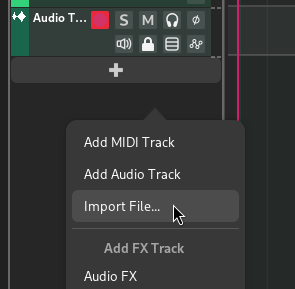 Audio T... S M
Add MIDI Track
Add Audio Track
Import File...
Add FX Track
Audio FX